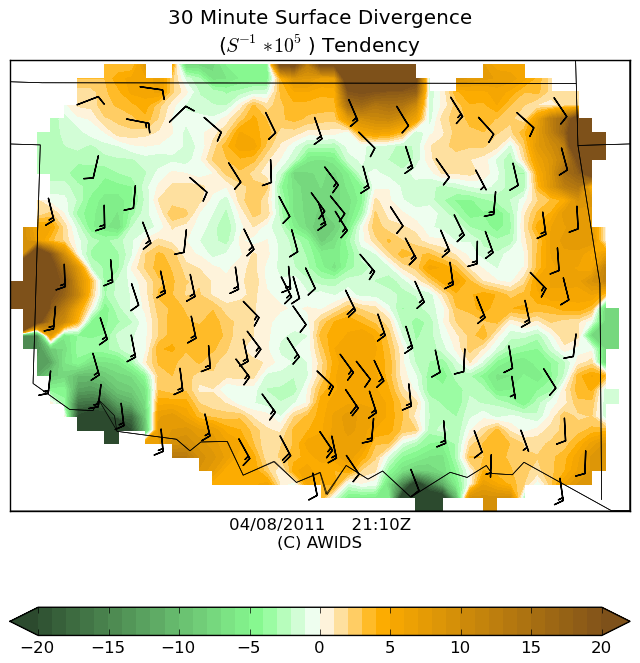 30 Minute Surface Divergence
(S⁻¹ * 10⁵ ) Tendency
04/08/2011 21:10Z
(C) AWIDS
−20 −15 −10 −5 0 5 10 15 20